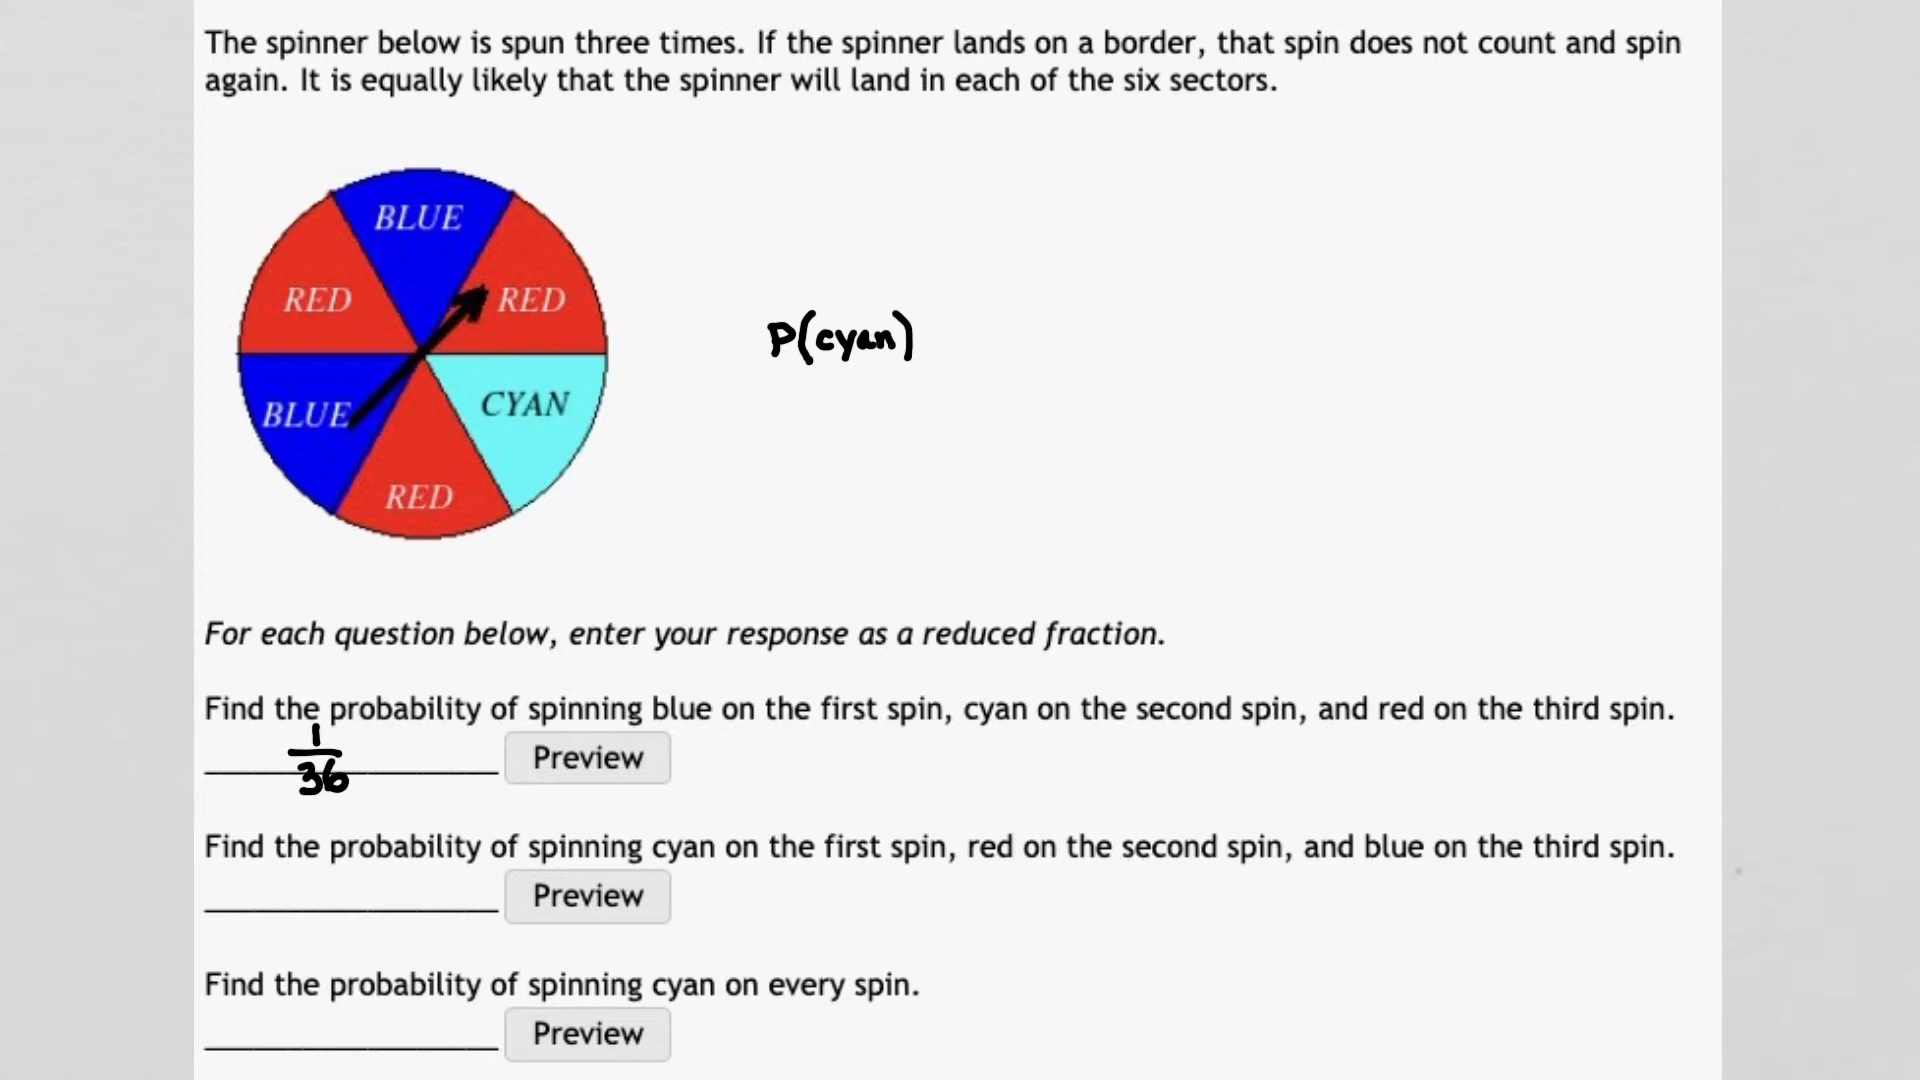 The spinner below is spun three times. If the spinner lands on a border, that spin does not count and spin
again. It is equally likely that the spinner will land in each of the six sectors.
BLUE
RED
RED
P(cyan)
BLUE
CYAN
RED
For each question below, enter your response as a reduced fraction.
Find the probability of spinning blue on the first spin, cyan on the second spin, and red on the third spin.
1
36
Preview
Find the probability of spinning cyan on the first spin, red on the second spin, and blue on the third spin.
Preview
Find the probability of spinning cyan on every spin.
Preview